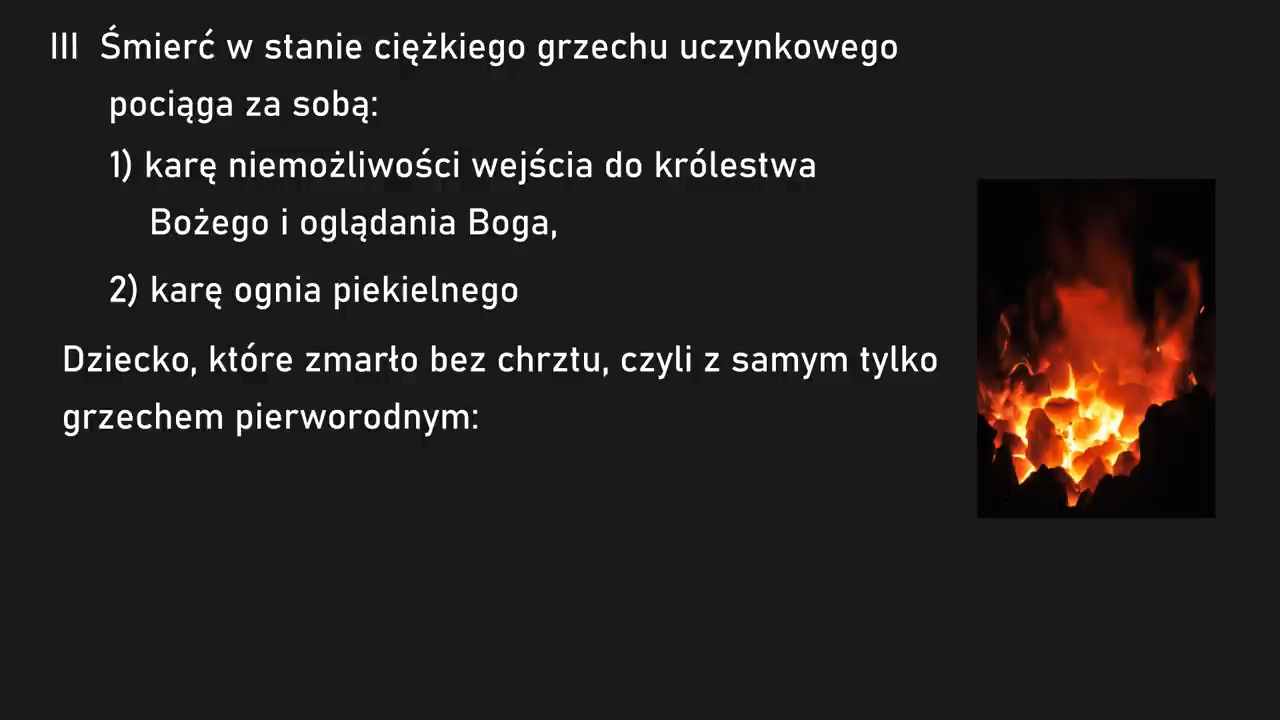 III Śmierć w stanie ciężkiego grzechu uczynkowego
pociąga za sobą:
1) karę niemożliwości wejścia do królestwa
Bożego i oglądania Boga,
2) karę ognia piekielnego
Dziecko, które zmarło bez chrztu, czyli z samym tylko
grzechem pierworodnym: